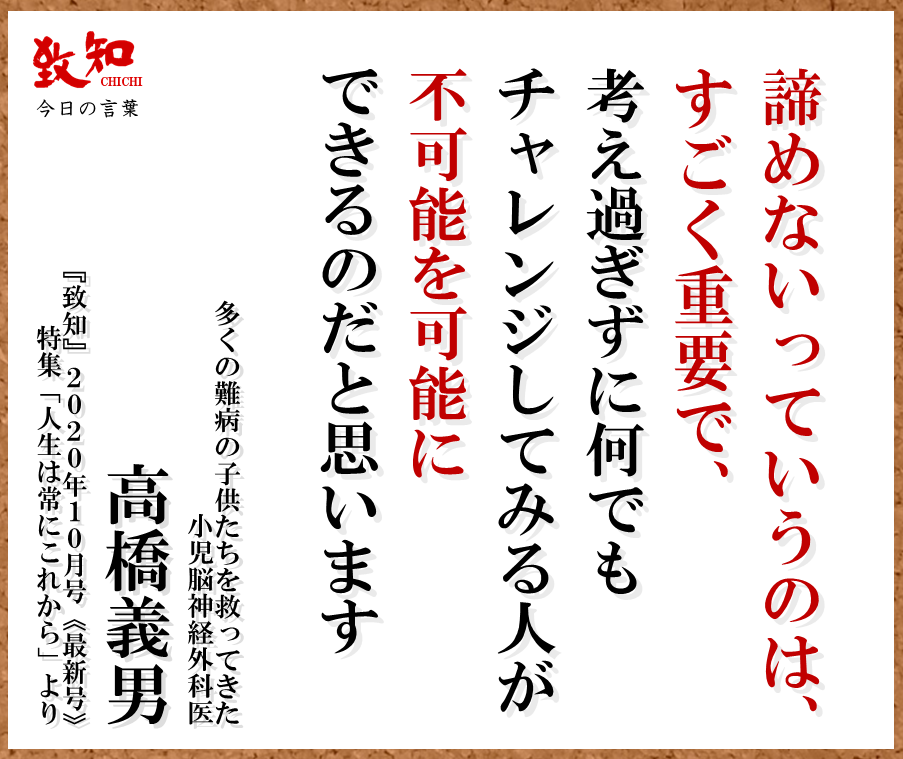 致知
CHICHI
今日の言葉
諦めないっていうのは、
すごく重要で、
考え過ぎずに何でも
チャレンジしてみる人が
不可能を可能に
できるのだと思います
多くの難病の子供たちを救ってきた
小児脳神経外科医
高橋義男
『致知』2020年10月号《最新号》
特集「人生は常にこれから」より